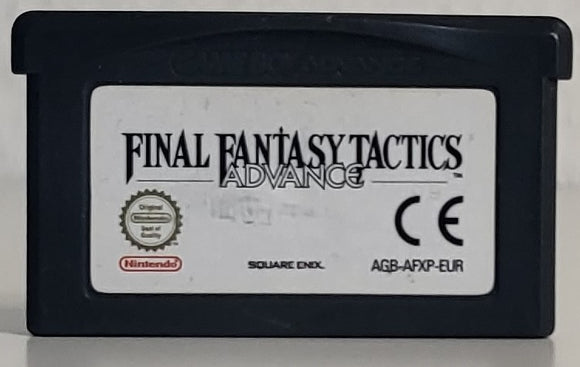 GAME BOY ADVANCE
FINAL FANTASY TACTICS
ADVANCE
TM
Original
Nintendo
Seal of
Quality
CE
Nintendo
SQUARE ENIX
AGB-AFXP-EUR